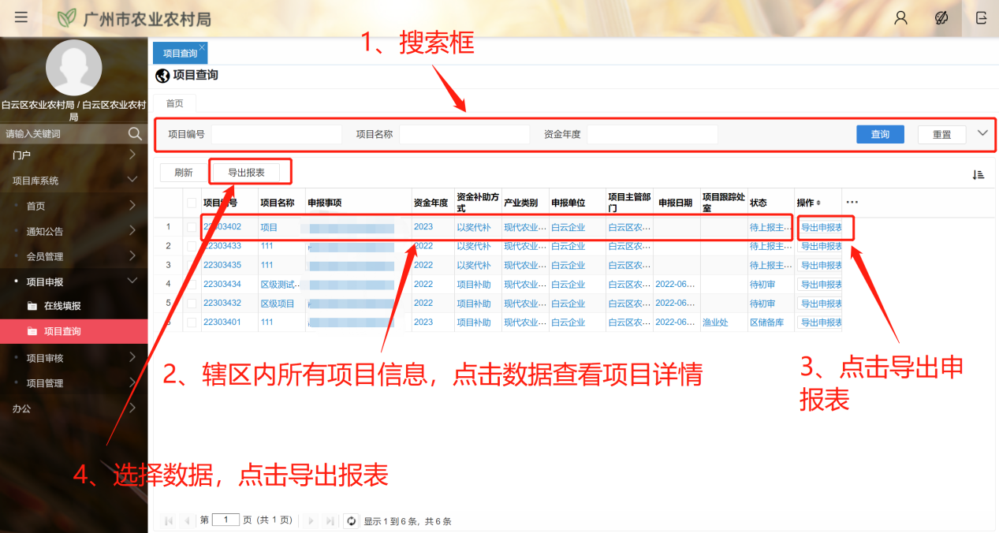 广州市农业农村局
1、搜索框
项目查询
白云区农业农村局 / 白云区农业农村
局
项目查询
首页
请输入关键词
项目编号 项目名称 资金年度 查询 重置
门户
项目库系统
首页
通知公告
会员管理
项目申报
在线填报
项目查询
项目审核
项目管理
办公
刷新 导出报表
项目编号 项目名称 申报事项 资金年度 资金补助方式 产业类别 申报单位 项目主管部门 申报日期 项目跟踪处室 状态 操作
1 22303402 项目 2023 以奖代补 现代农业... 白云企业 白云区农... 待上报主... 导出申报表
2 22303433 111 2022 以奖代补 现代农业... 白云企业 白云区农... 待上报主... 导出申报表
3 22303435 111 2022 以奖代补 现代农业... 白云企业 白云区农... 待上报主... 导出申报表
4 22303434 区级测试... 2022 项目补助 现代农业... 白云企业 白云区农... 2022-06... 待初审 导出申报表
5 22303432 区级项目 2022 项目补助 现代农业... 白云企业 白云区农... 2022-06... 待初审 导出申报表
6 22303401 111 2023 项目补助 现代农业... 白云企业 白云区农... 2022-06... 渔业处 区储备库 导出申报表
2、辖区内所有项目信息，点击数据查看项目详情
3、点击导出申
报表
4、选择数据，点击导出报表
第 1 页 (共 1 页) 显示 1 到 6 条，共 6 条